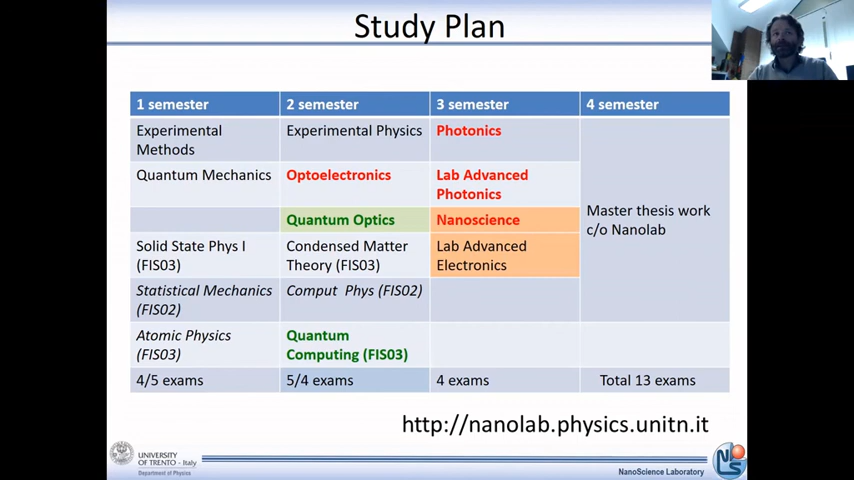 Study Plan
1 semester
2 semester
3 semester
4 semester
Experimental
Methods
Experimental Physics
Photonics
Quantum Mechanics
Optoelectronics
Lab Advanced
Photonics
Master thesis work
c/o Nanolab
Quantum Optics
Nanoscience
Solid State Phys I
(FIS03)
Condensed Matter
Theory (FIS03)
Lab Advanced
Electronics
Statistical Mechanics
(FIS02)
Comput Phys (FIS02)
Atomic Physics
(FIS03)
Quantum
Computing (FIS03)
4/5 exams
5/4 exams
4 exams
Total 13 exams
http://nanolab.physics.unitn.it
UNIVERSITY
OF TRENTO - Italy
Department of Physics
NanoScience Laboratory